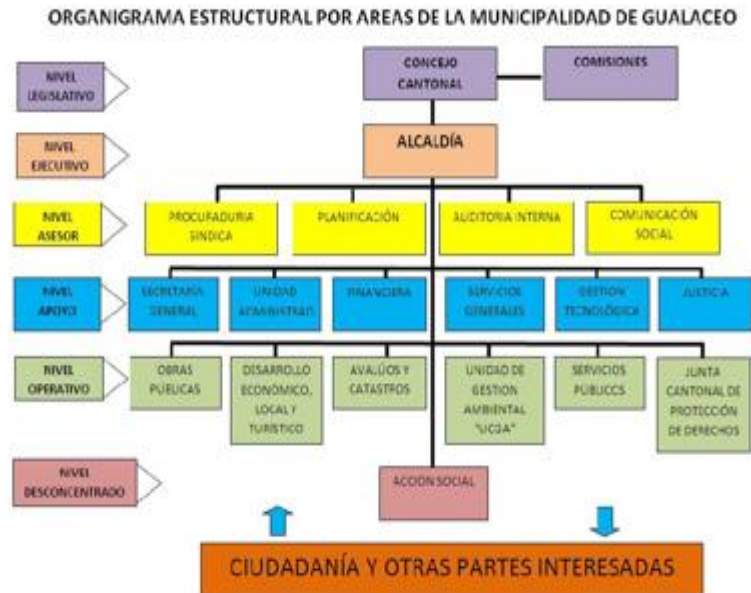 ORGANIGRAMA ESTRUCTURAL POR AREAS DE LA MUNICIPALIDAD DE GUALACEO
NIVEL
LEGISLATIVO
CONCEJO
CANTONAL
COMISIONES
NIVEL
EJECUTIVO
ALCALDÍA
NIVEL
ASESOR
PROCURADURIA
SINDICA
PLANIFICACIÓN
AUDITORIA INTERNA
COMUNICACIÓN
SOCIAL
NIVEL
APOYO
SECRETARÍA
GENERAL
UNIDAD
ADMINISTRAD
FINANCIERA
SERVICIOS
GENERALES
GESTION
TECNOLÓGICA
JUSTICIA
NIVEL
OPERATIVO
OBRAS
PÚBLICAS
DESARROLLO
ECONÓMICO,
LOCAL Y
TURÍSTICO
AVALÚOS Y
CATASTROS
UNIDAD DE
GESTION
AMBIENTAL
SERVICIOS
PÚBLICOS
JUNTA
CANTONAL DE
PROTECCIÓN
DE DERECHOS
NIVEL
DESCONCENTRADO
ACCION SOCIAL
CIUDADANÍA Y OTRAS PARTES INTERESADAS